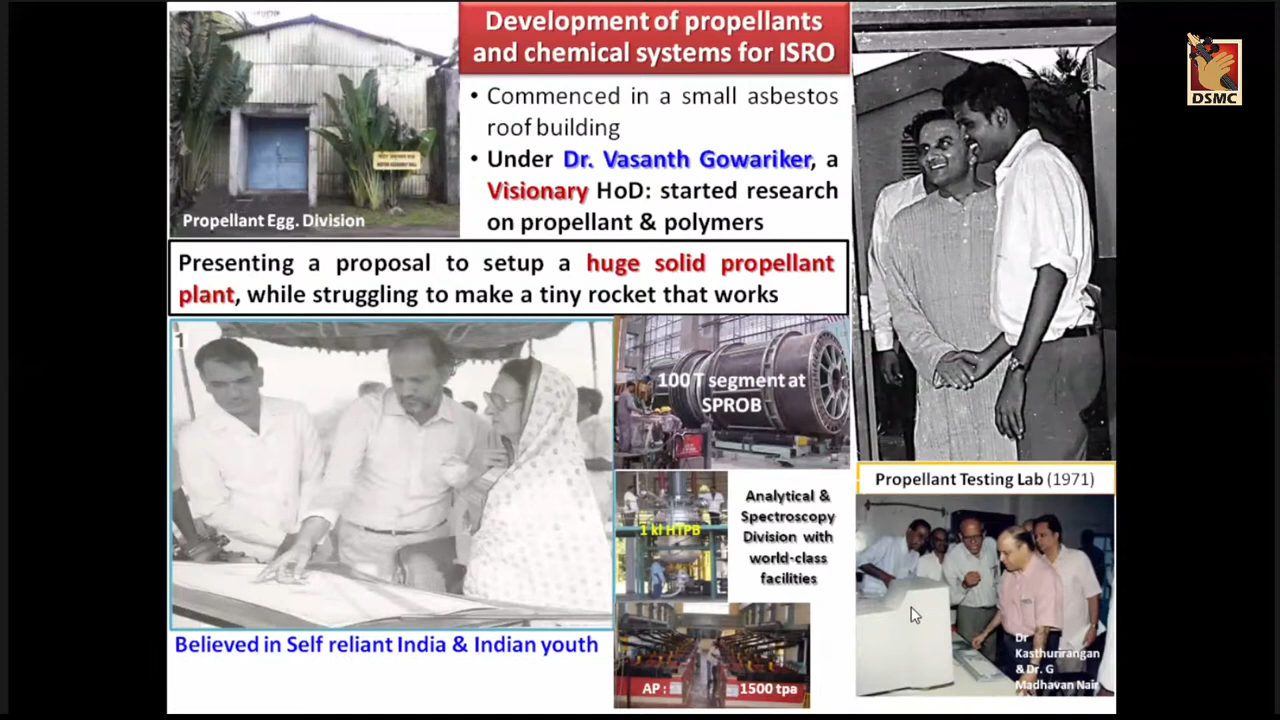 Development of propellants
and chemical systems for ISRO
DSMC
• Commenced in a small asbestos
roof building
• Under Dr. Vasanth Gowariker, a
Visionary HoD: started research
on propellant & polymers
Propellant Egg. Division
Presenting a proposal to setup a huge solid propellant
plant, while struggling to make a tiny rocket that works
1
100 T segment at
SPROB
Propellant Testing Lab (1971)
1 kl HTPB
Analytical &
Spectroscopy
Division with
world-class
facilities
Believed in Self reliant India & Indian youth
Dr
Kasthurirangan
& Dr. G
Madhavan Nair
AP :
1500 tpa